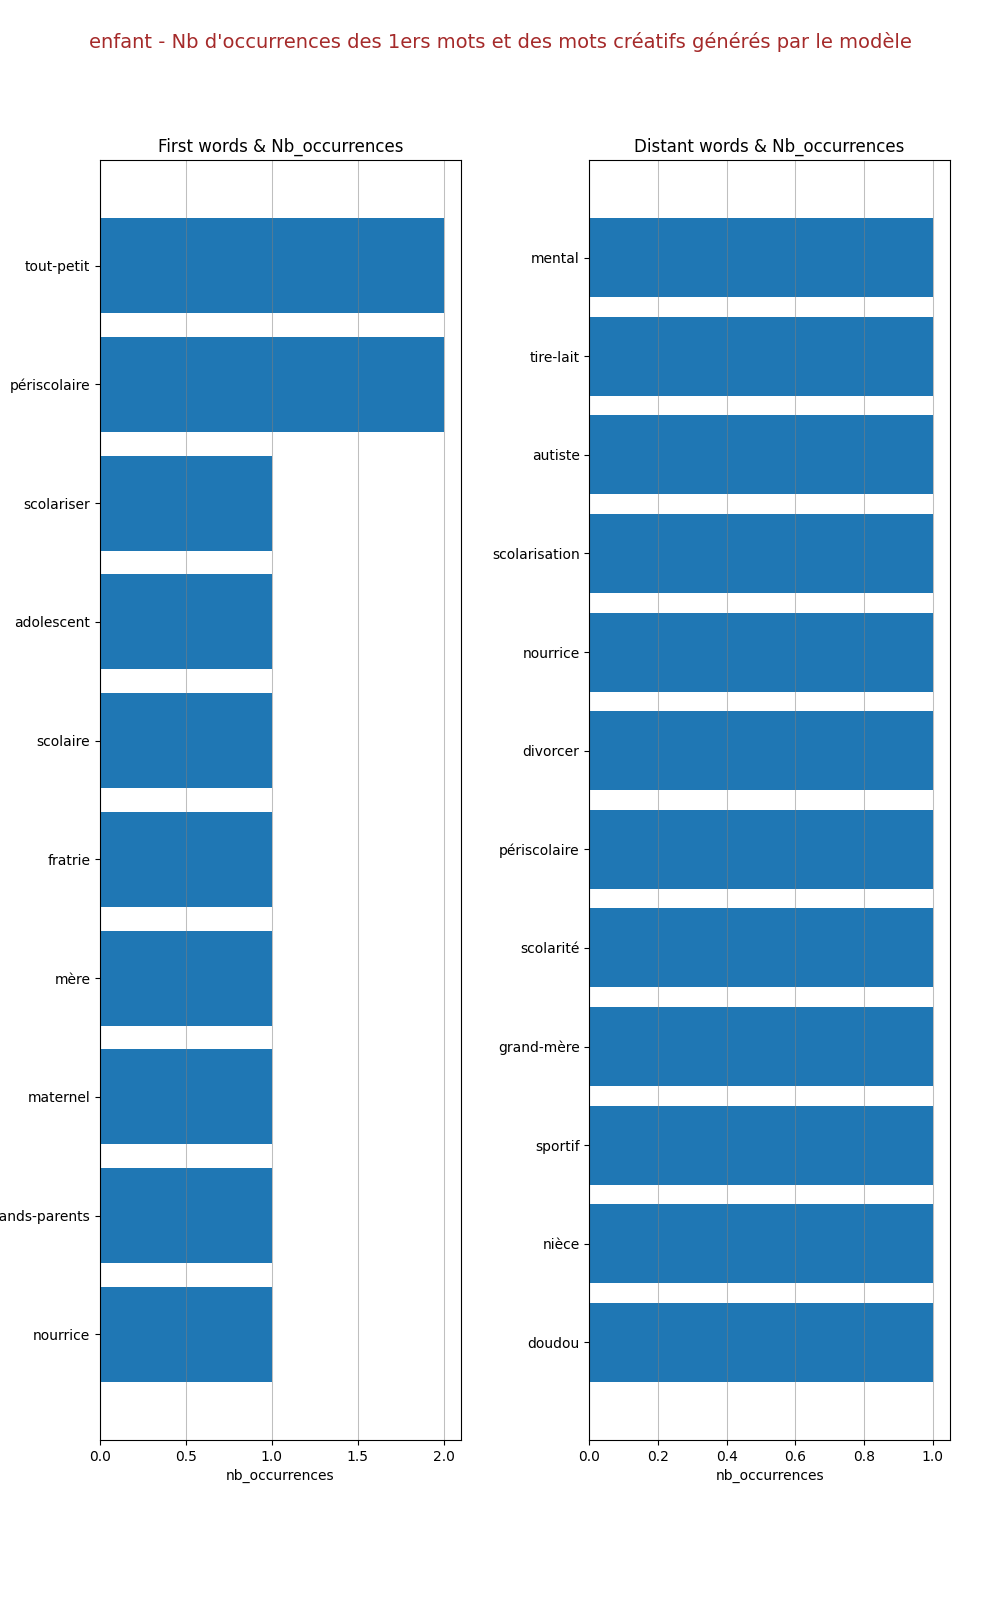 enfant - Nb d'occurrences des 1ers mots et des mots créatifs générés par le modèle
First words & Nb_occurrences
tout-petit
périscolaire
scolariser
adolescent
scolaire
fratrie
mère
maternel
ands-parents
nourrice
0.0 0.5 1.0 1.5 2.0
nb_occurrences
Distant words & Nb_occurrences
mental
tire-lait
autiste
scolarisation
nourrice
divorcer
périscolaire
scolarité
grand-mère
sportif
nièce
doudou
0.0 0.2 0.4 0.6 0.8 1.0
nb_occurrences